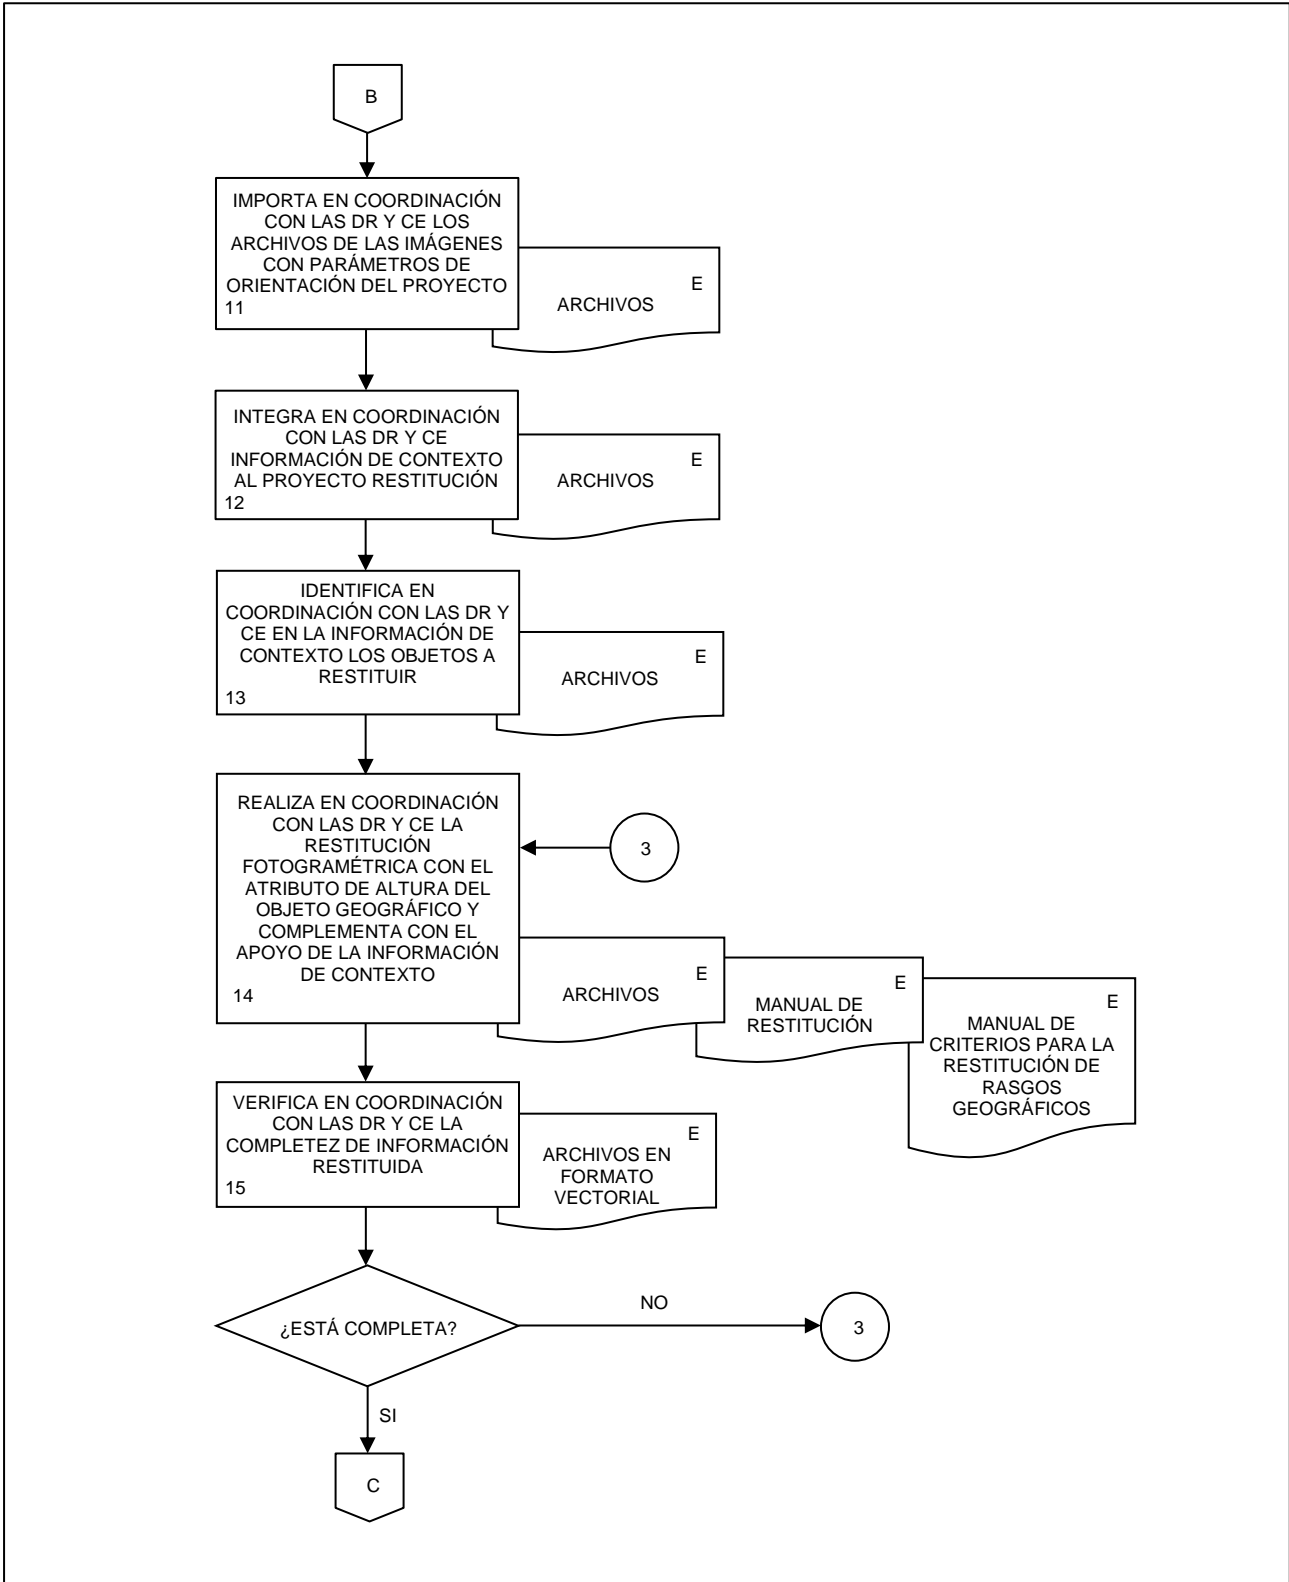 B
IMPORTA EN COORDINACIÓN
CON LAS DR Y CE LOS
ARCHIVOS DE LAS IMÁGENES
CON PARÁMETROS DE
ORIENTACIÓN DEL PROYECTO
11
E
ARCHIVOS
INTEGRA EN COORDINACIÓN
CON LAS DR Y CE
INFORMACIÓN DE CONTEXTO
AL PROYECTO RESTITUCIÓN
12
E
ARCHIVOS
IDENTIFICA EN
COORDINACIÓN CON LAS DR Y
CE EN LA INFORMACIÓN DE
CONTEXTO LOS OBJETOS A
RESTITUIR
13
E
ARCHIVOS
REALIZA EN COORDINACIÓN
CON LAS DR Y CE LA
RESTITUCIÓN
FOTOGRAMÉTRICA CON EL
ATRIBUTO DE ALTURA DEL
OBJETO GEOGRÁFICO Y
COMPLEMENTA CON EL
APOYO DE LA INFORMACIÓN
DE CONTEXTO
14
3
E
ARCHIVOS
E
MANUAL DE
RESTITUCIÓN
E
MANUAL DE
CRITERIOS PARA LA
RESTITUCIÓN DE
RASGOS
GEOGRÁFICOS
VERIFICA EN COORDINACIÓN
CON LAS DR Y CE LA
COMPLETEZ DE INFORMACIÓN
RESTITUIDA
15
E
ARCHIVOS EN
FORMATO
VECTORIAL
¿ESTÁ COMPLETA?
NO
3
SI
C